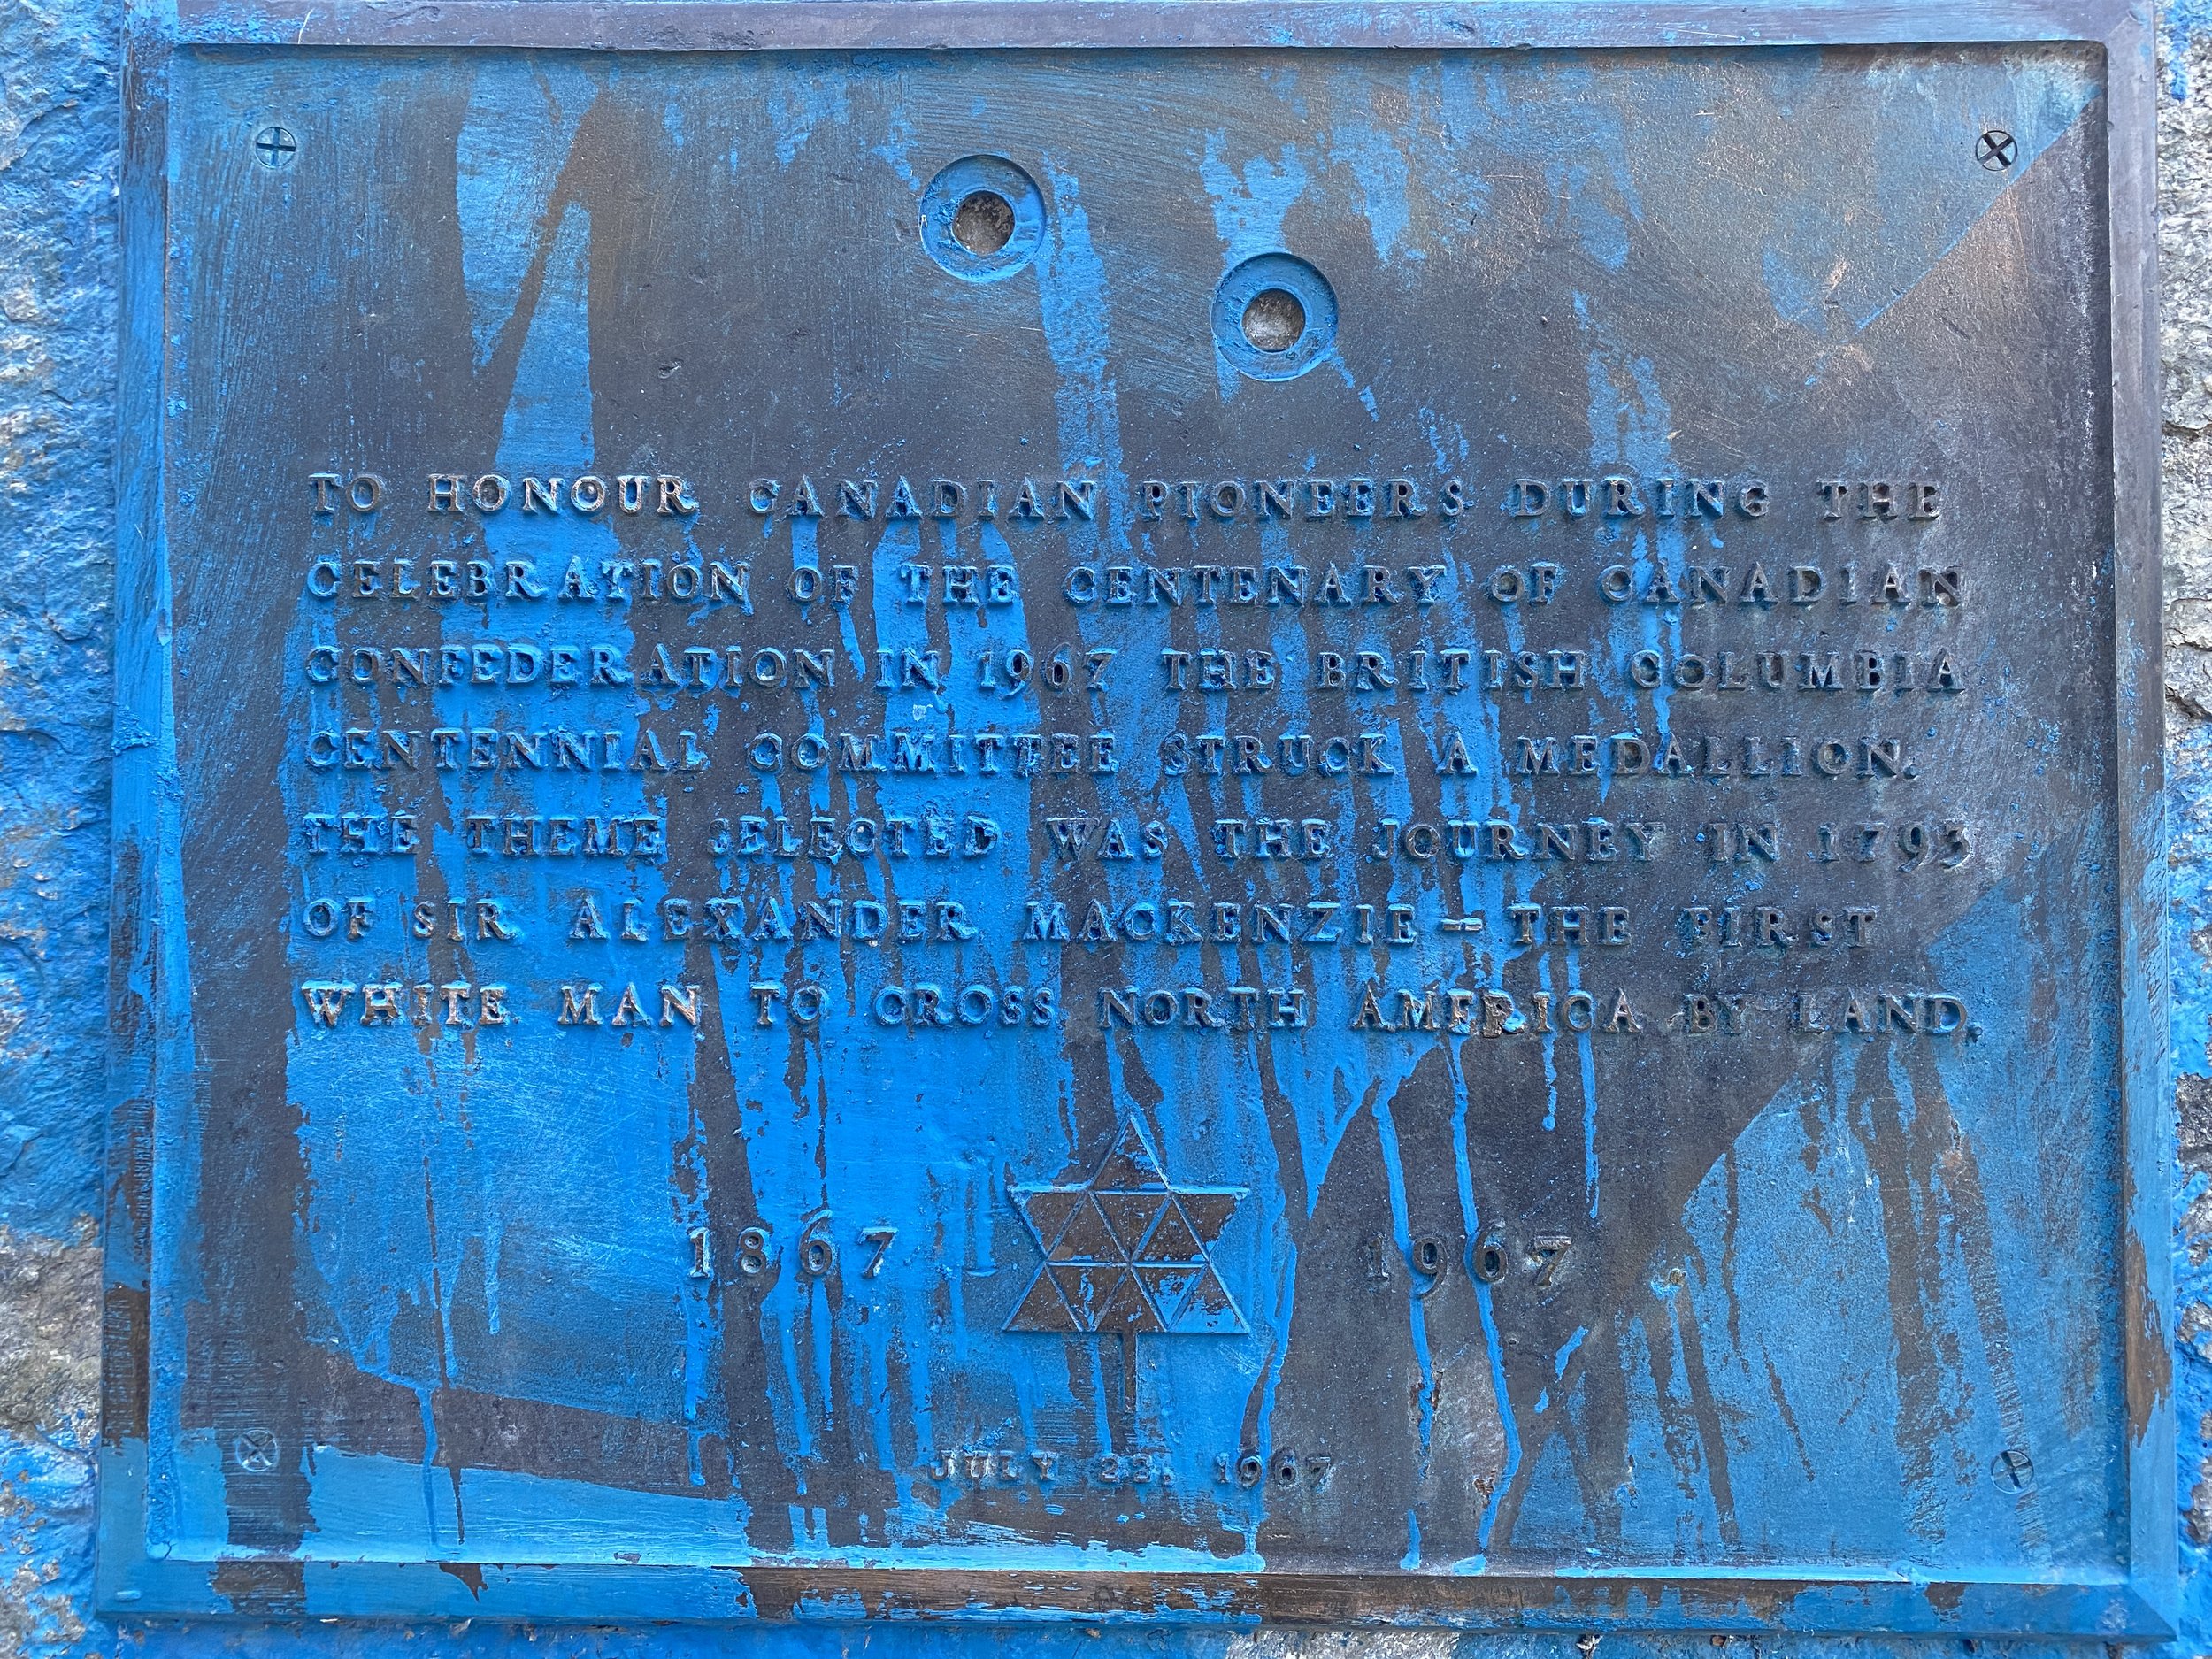 TO HONOUR CANADIAN PIONEERS DURING THE
CELEBRATION OF THE CENTENARY OF CANADIAN
CONFEDERATION IN 1967 THE BRITISH COLUMBIA
CENTENNIAL COMMITTEE STRUCK A MEDALLION.
THE THEME SELECTED WAS THE JOURNEY IN 1793
OF SIR ALEXANDER MACKENZIE - THE FIRST
WHITE MAN TO CROSS NORTH AMERICA BY LAND.
1867 1967
JULY 22, 1967